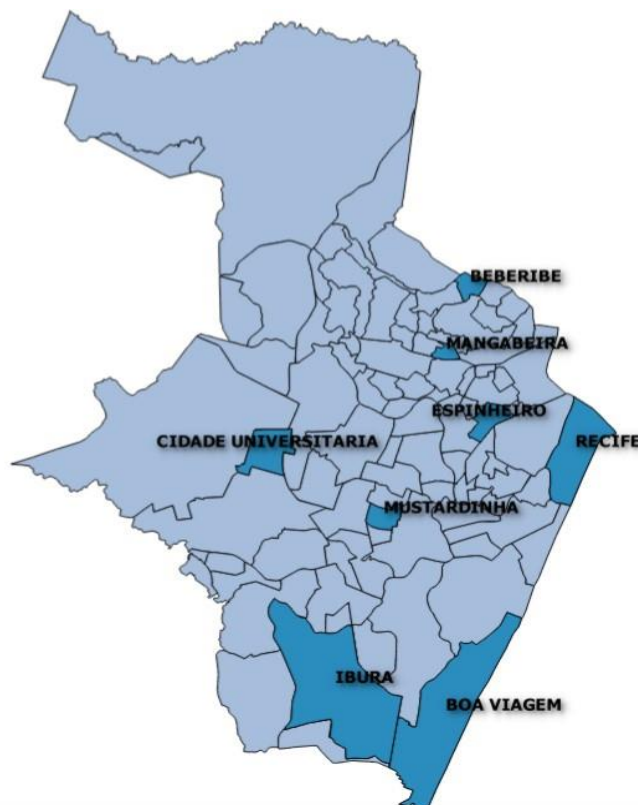 BEBERIBE
MANGABEIRA
ESPINHEIRO
CIDADE UNIVERSITARIA
RECIFE
MUSTARDINHA
IBURA
BOA VIAGEM